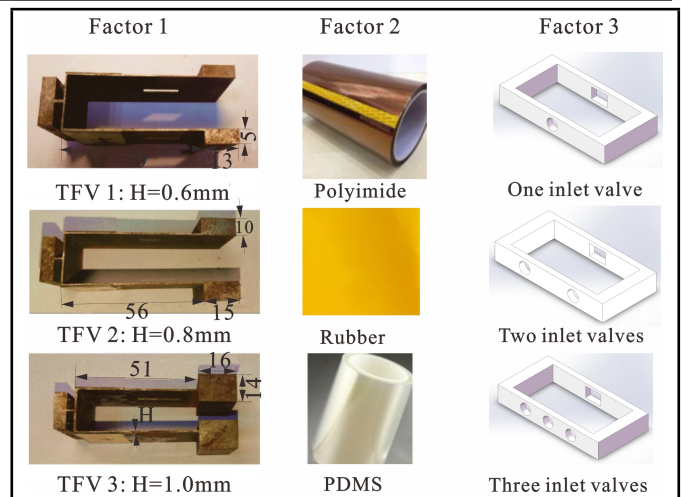 Factor 1 Factor 2 Factor 3
5
13
TFV 1: H=0.6mm Polyimide One inlet valve
10
56 15
TFV 2: H=0.8mm Rubber Two inlet valves
51 16
14
H
TFV 3: H=1.0mm PDMS Three inlet valves